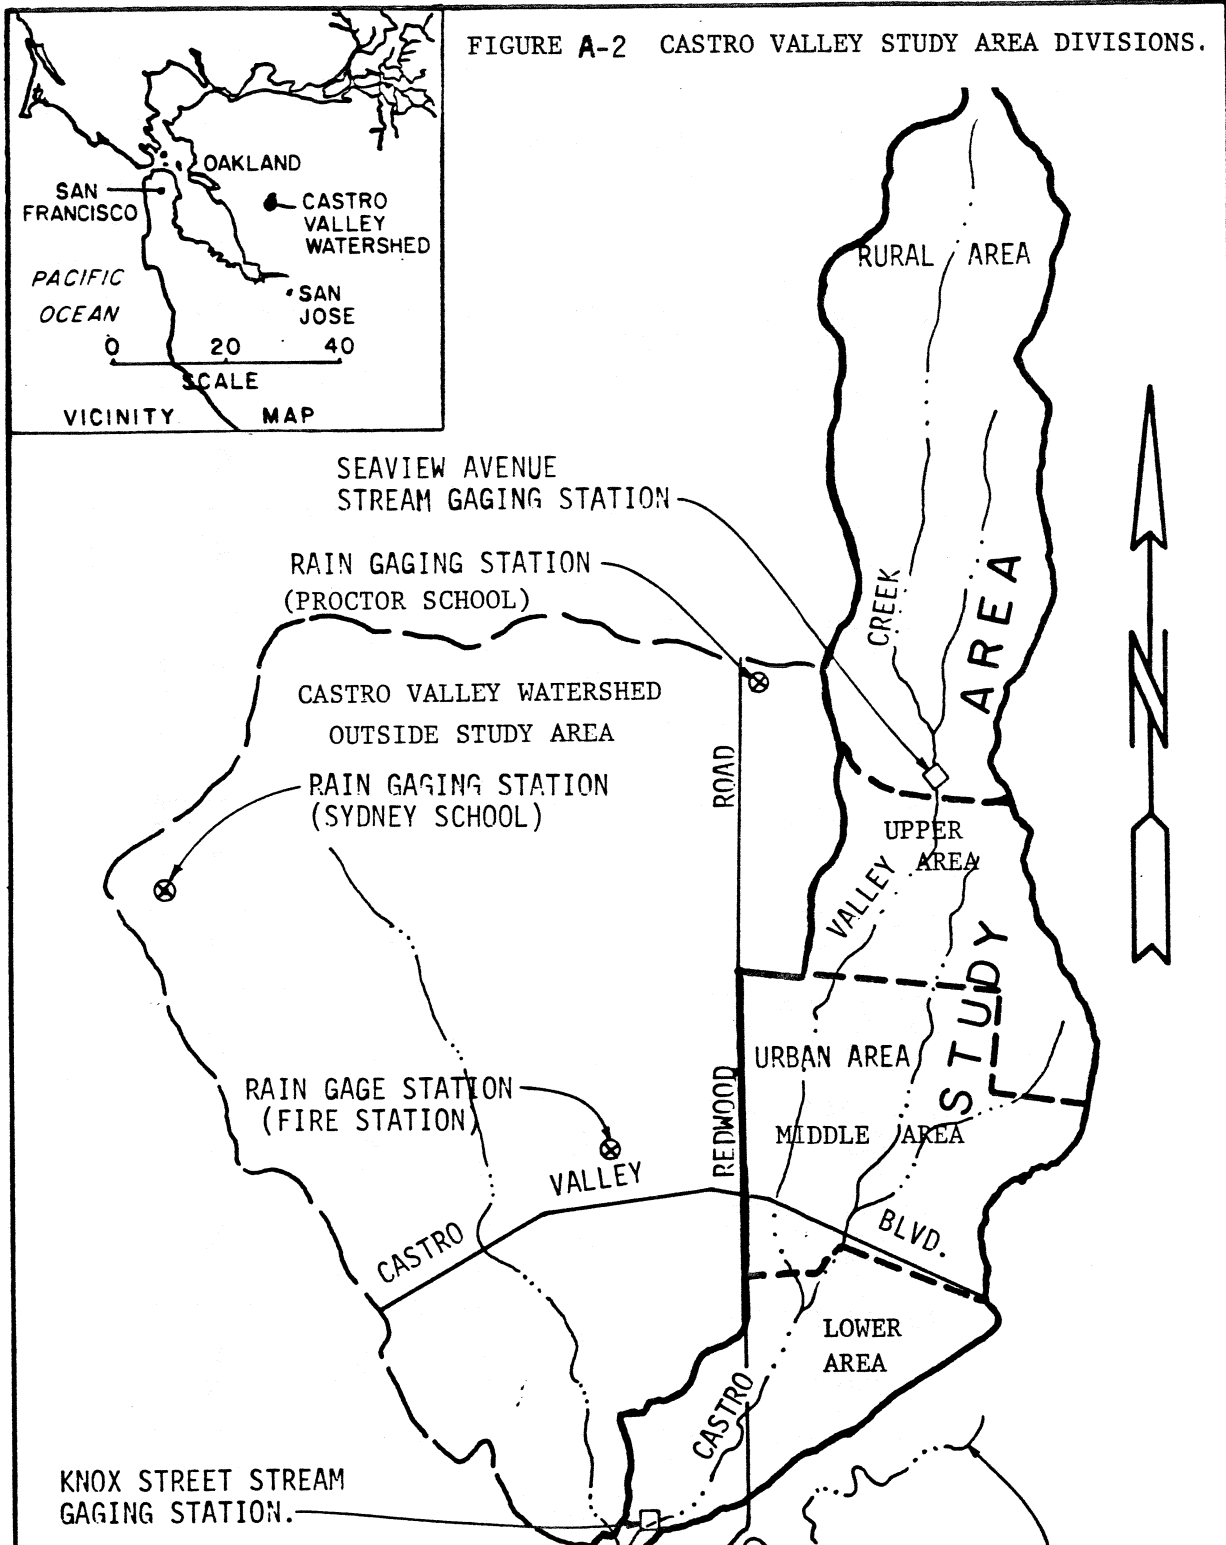 FIGURE A-2 CASTRO VALLEY STUDY AREA DIVISIONS.
OAKLAND
SAN
FRANCISCO
CASTRO
VALLEY
WATERSHED
PACIFIC
OCEAN
SAN
JOSE
0 20 40
SCALE
VICINITY MAP
RURAL AREA
SEAVIEW AVENUE
STREAM GAGING STATION
RAIN GAGING STATION
(PROCTOR SCHOOL)
CREEK
STUDY AREA
N
CASTRO VALLEY WATERSHED
OUTSIDE STUDY AREA
RAIN GAGING STATION
(SYDNEY SCHOOL)
REDWOOD ROAD
UPPER
AREA
URBAN AREA
MIDDLE AREA
RAIN GAGE STATION
(FIRE STATION)
CASTRO VALLEY BLVD.
LOWER
AREA
CASTRO VALLEY
KNOX STREET STREAM
GAGING STATION.